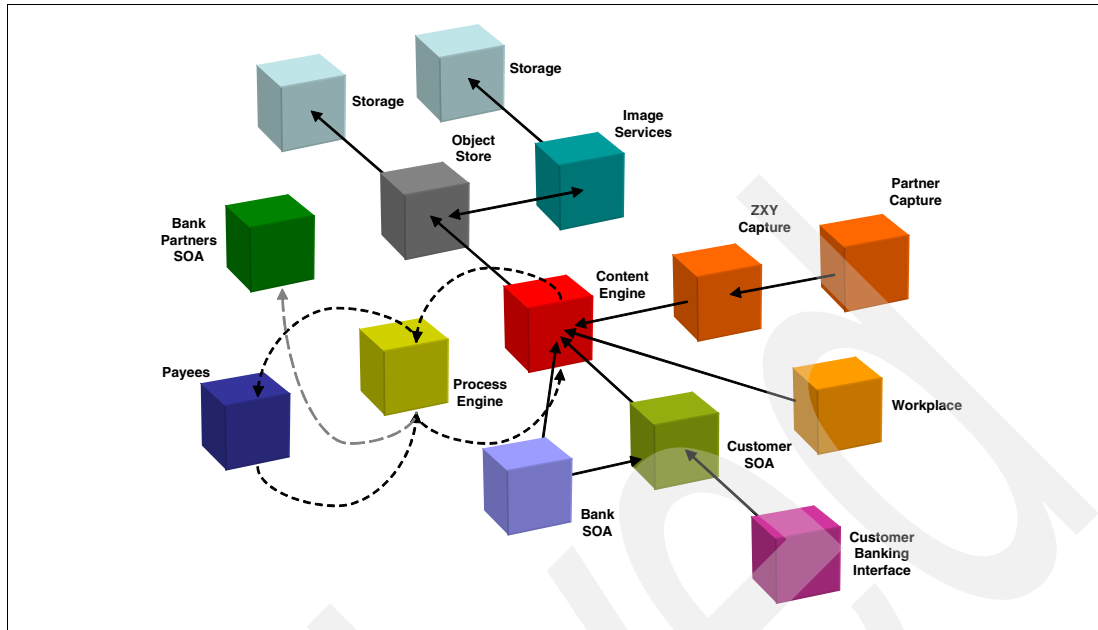 Storage
Storage
Image
Services
Object
Store
Partner
Capture
ZXY
Capture
Bank
Partners
SOA
Content
Engine
Payees
Process
Engine
Workplace
Customer
SOA
Bank
SOA
Customer
Banking
Interface